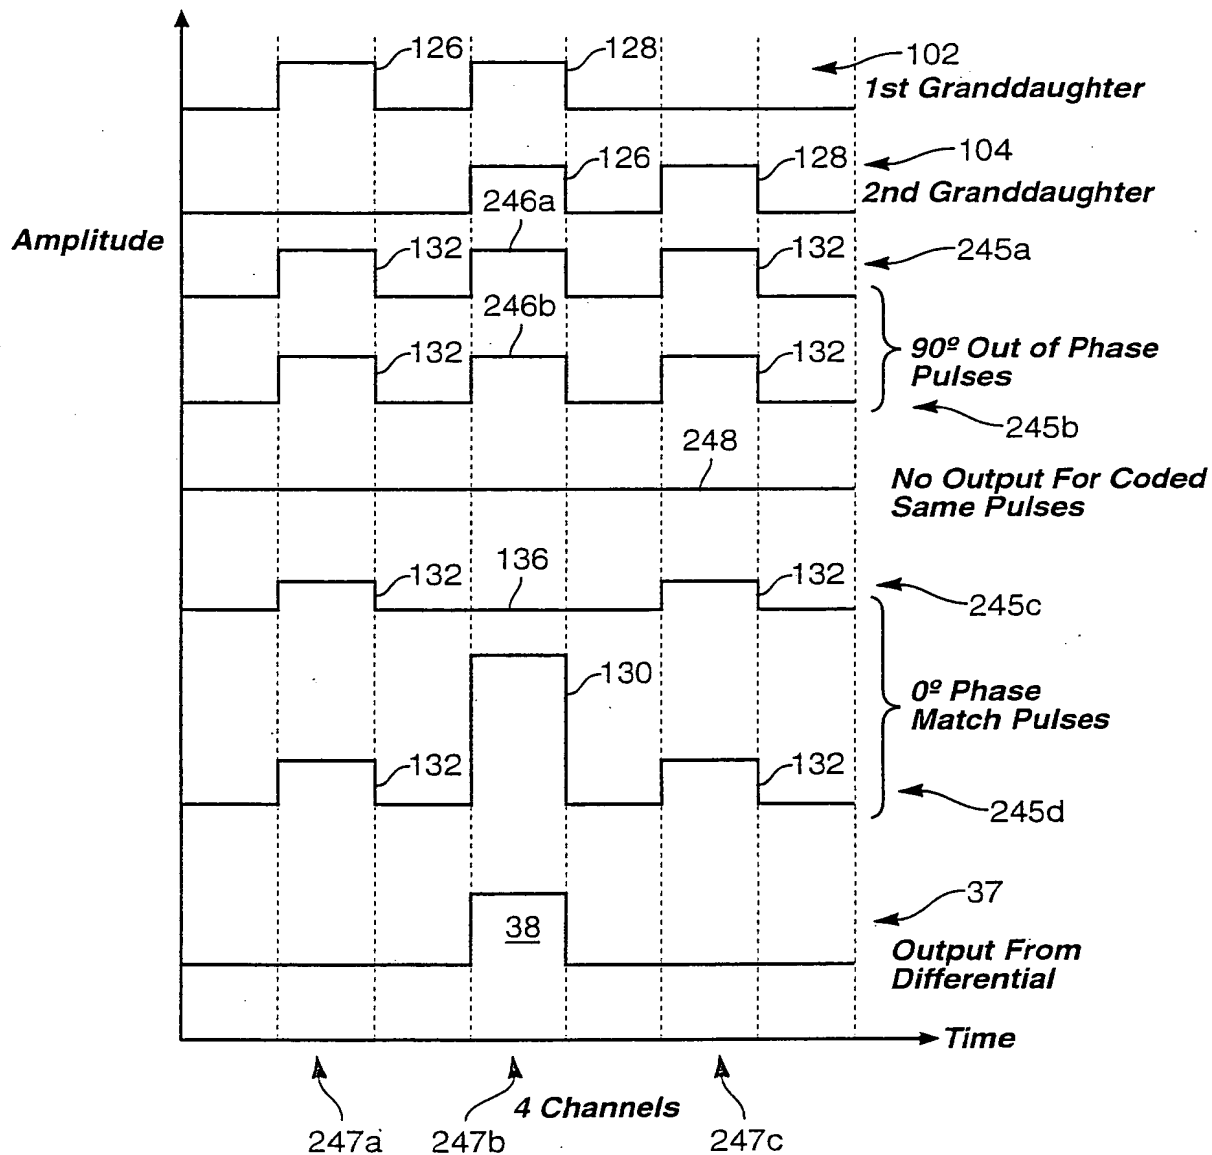 126
128
102
1st Granddaughter
126
128
104
2nd Granddaughter
246a
Amplitude
132
132
245a
246b
132
132
90º Out of Phase
Pulses
245b
248
No Output For Coded
Same Pulses
136
132
132
245c
130
0º Phase
Match Pulses
132
132
245d
37
38
Output From
Differential
Time
4 Channels
247a
247b
247c